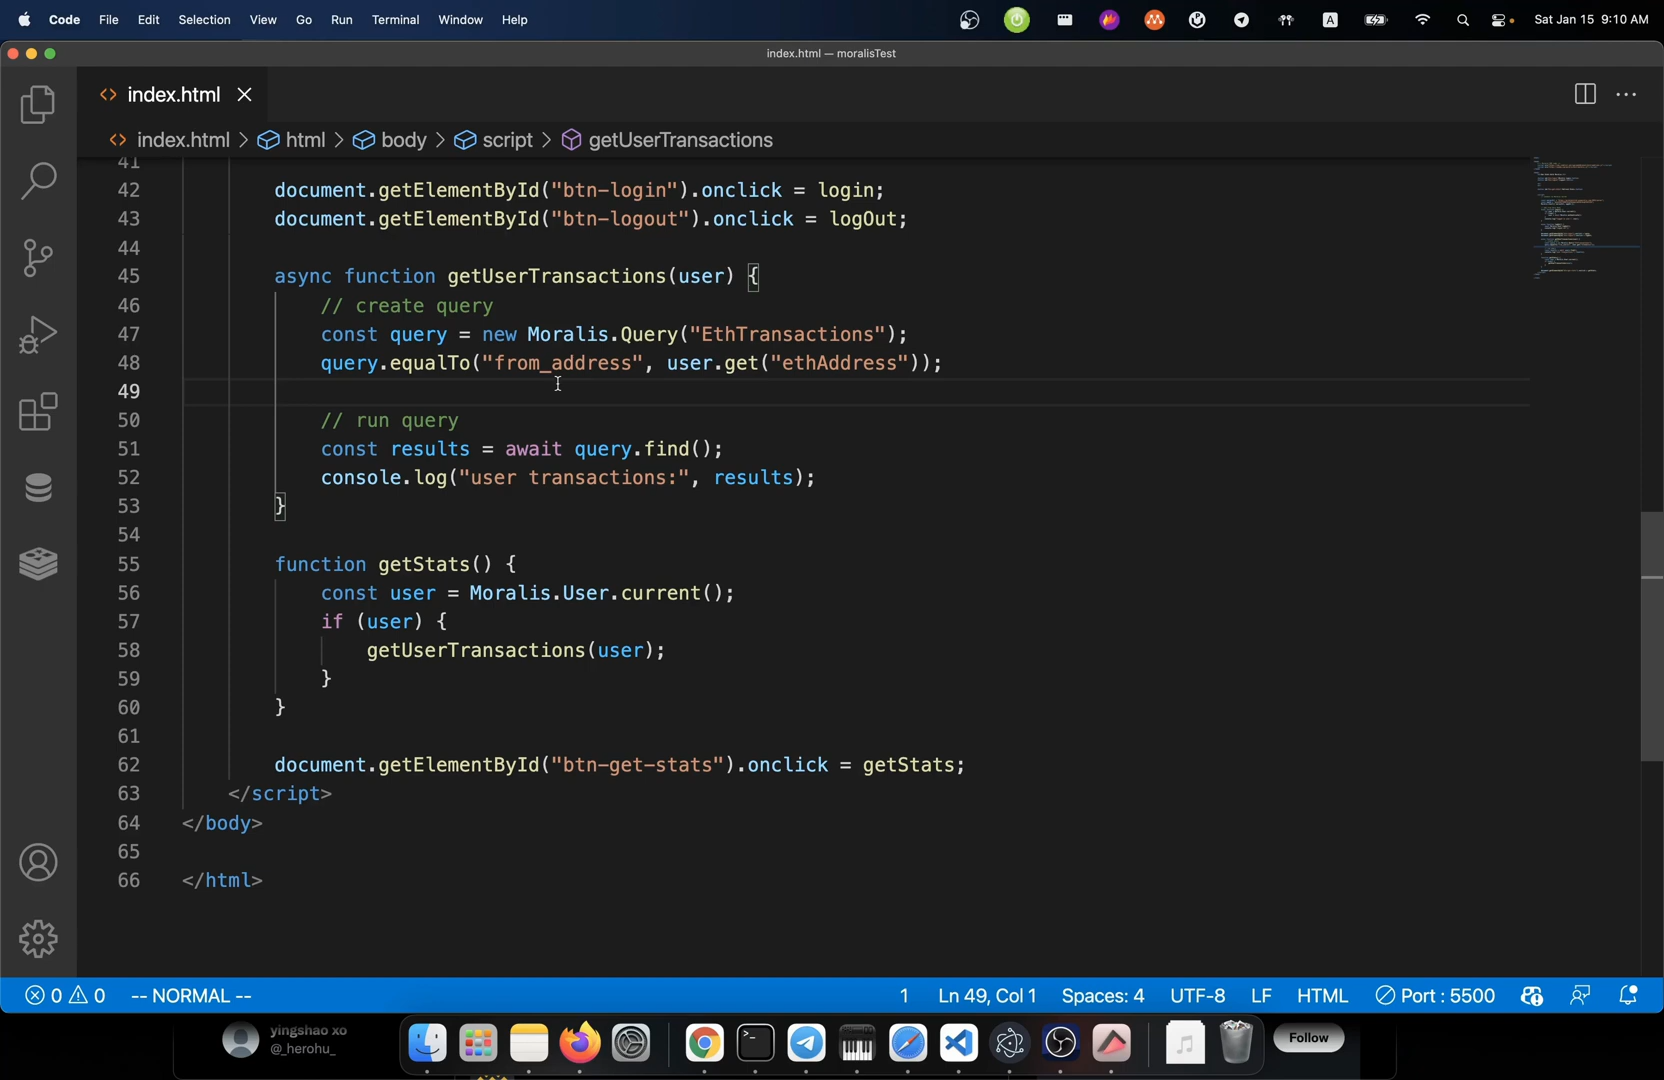 Code File Edit Selection View Go Run Terminal Window Help A Sat Jan 15 9:10 AM
index.html — moralisTest
index.html
index.html > html > body > script > getUserTransactions
41
42 document.getElementById("btn-login").onclick = login;
43 document.getElementById("btn-logout").onclick = logOut;
44
45 async function getUserTransactions(user) {
46 // create query
47 const query = new Moralis.Query("EthTransactions");
48 query.equalTo("from_address", user.get("ethAddress"));
49
50 // run query
51 const results = await query.find();
52 console.log("user transactions:", results);
53 }
54
55 function getStats() {
56 const user = Moralis.User.current();
57 if (user) {
58 getUserTransactions(user);
59 }
60 }
61
62 document.getElementById("btn-get-stats").onclick = getStats;
63 </script>
64 </body>
65
66 </html>
0 0 -- NORMAL -- 1 Ln 49, Col 1 Spaces: 4 UTF-8 LF HTML Port : 5500
yingshao xo
@_herohu_
Follow